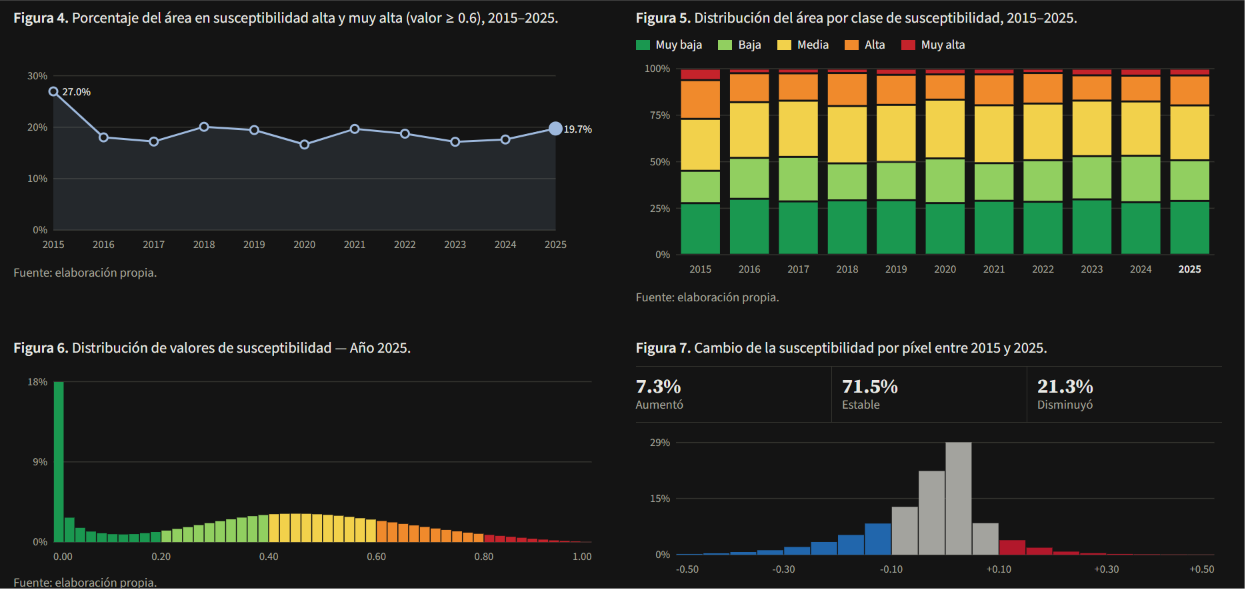 Figura 4. Porcentaje del área en susceptibilidad alta y muy alta (valor ≥ 0.6), 2015–2025.
30%
20%
10%
0%
27.0%
19.7%
2015 2016 2017 2018 2019 2020 2021 2022 2023 2024 2025
Fuente: elaboración propia.
Figura 5. Distribución del área por clase de susceptibilidad, 2015–2025.
Muy baja Baja Media Alta Muy alta
100%
75%
50%
25%
0%
2015 2016 2017 2018 2019 2020 2021 2022 2023 2024 2025
Fuente: elaboración propia.
Figura 6. Distribución de valores de susceptibilidad — Año 2025.
18%
9%
0%
0.00 0.20 0.40 0.60 0.80 1.00
Fuente: elaboración propia.
Figura 7. Cambio de la susceptibilidad por píxel entre 2015 y 2025.
7.3% 71.5% 21.3%
Aumentó Estable Disminuyó
29%
15%
0%
-0.50 -0.30 -0.10 +0.10 +0.30 +0.50